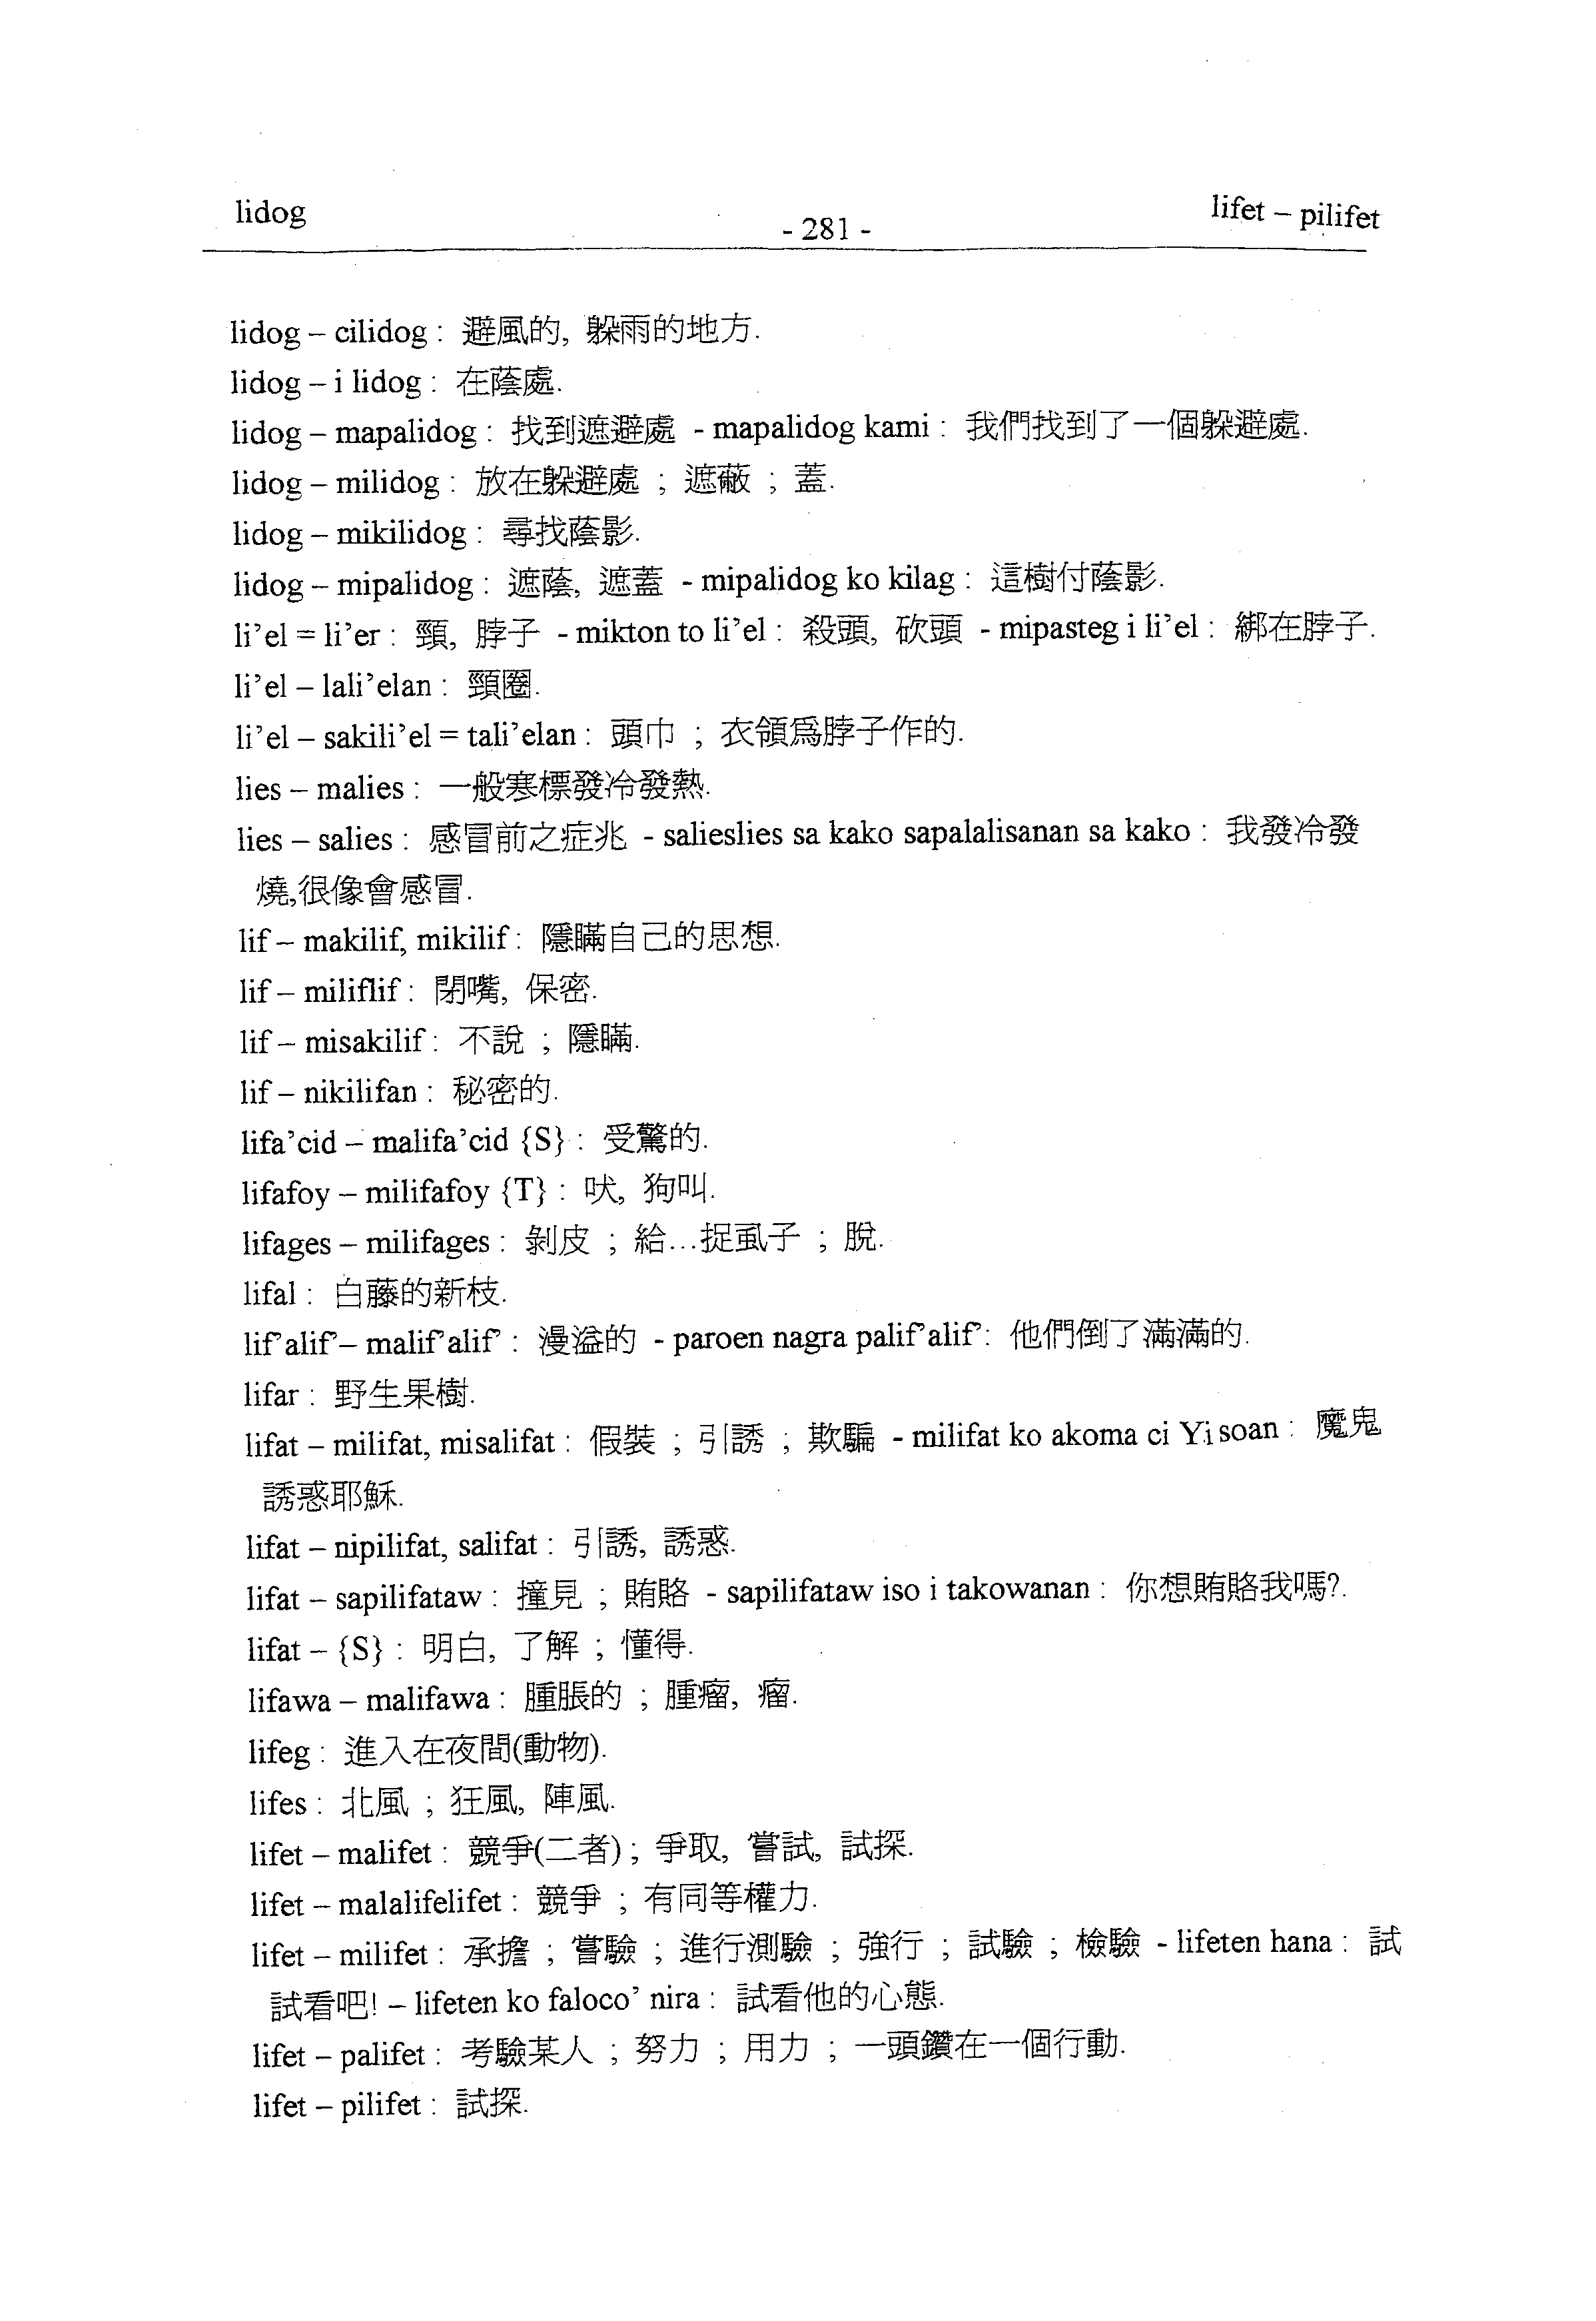 lidog
- 281 -
lifet – pilifet
lidog – cilidog : 避風的, 躲雨的地方.
lidog – i lidog : 在蔭處.
lidog – mapalidog : 找到遮避處 - mapalidog kami : 我們找到了一個躲避處.
lidog – milidog : 放在躲避處 ; 遮蔽 ; 蓋.
lidog – mikilidog : 尋找蔭影.
lidog – mipalidog : 遮蔭, 遮蓋 - mipalidog ko kilag : 這樹付蔭影.
li’el = li’er : 頸, 脖子 - mikton to li’el : 殺頭, 砍頭 - mipasteg i li’el : 綁在脖子.
li’el – lali’elan : 頸圈.
li’el – sakili’el = tali’elan : 頭巾 ; 衣領爲脖子作的.
lies – malies : 一般寒標發冷發熱.
lies – salies : 感冒前之症兆 - salieslies sa kako sapalalisanan sa kako : 我發冷發
燒,很像會感冒.
lif – makilif, mikilif : 隱瞞自己的思想.
lif – miliflif : 閉嘴, 保密.
lif – misakilif : 不說 ; 隱瞞.
lif – nikilifan : 秘密的.
lifa’cid – malifa’cid {S} : 受驚的.
lifafoy – milifafoy {T} : 吠, 狗叫.
lifages – milifages : 剝皮 ; 給…捉虱子 ; 脫.
lifal : 白藤的新枝.
lif’alif’ – malif’alif’ : 漫溢的 - paroen nagra palif’alif’ : 他們倒了滿滿的.
lifar : 野生果樹.
lifat – milifat, misalifat : 假裝 ; 引誘 ; 欺騙 - milifat ko akoma ci Yisoan : 魔鬼
誘惑耶穌.
lifat – nipilifat, salifat : 引誘, 誘惑.
lifat – sapilifataw : 撞見 ; 賄賂 - sapilifataw iso i takowanan : 你想賄賂我嗎?.
lifat – {S} : 明白, 了解 ; 懂得.
lifawa – malifawa : 腫脹的 ; 腫瘤, 瘤.
lifeg : 進入在夜間(動物).
lifes : 北風 ; 狂風, 陣風.
lifet – malifet : 競爭(二者) ; 爭取, 嘗試, 試探.
lifet – malalifelifet : 競爭 ; 有同等權力.
lifet – milifet : 承擔 ; 嘗驗 ; 進行測驗 ; 強行 ; 試驗 ; 檢驗 - lifeten hana : 試
試看吧! – lifeten ko faloco’ nira : 試看他的心態.
lifet – palifet : 考驗某人 ; 努力 ; 用力 ; 一頭鑽在一個行動.
lifet – pilifet : 試探.